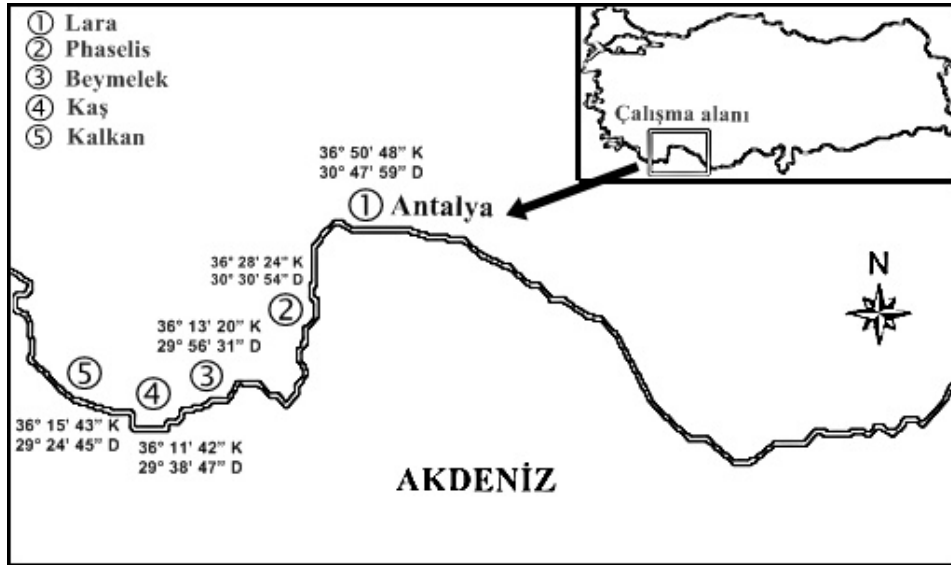 ① Lara
② Phaselis
③ Beymelek
④ Kaş
⑤ Kalkan
Çalışma alanı
36° 50' 48” K
30° 47' 59” D
① Antalya
36° 28' 24” K
30° 30' 54” D
②
N
36° 13' 20” K
29° 56' 31” D
③
⑤
④
36° 15' 43” K
29° 24' 45” D
36° 11' 42” K
29° 38' 47” D
AKDENİZ